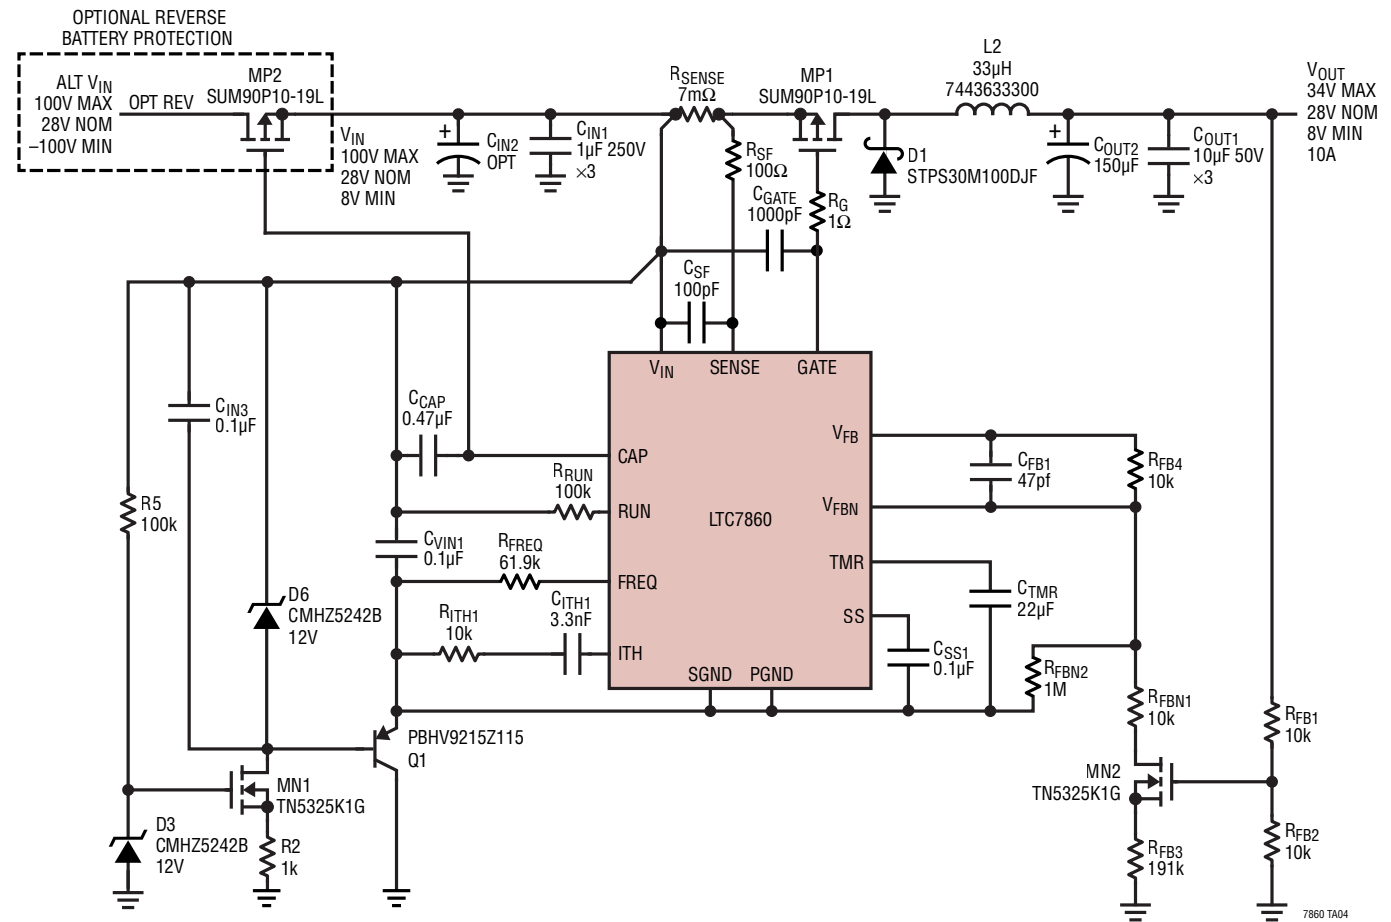 OPTIONAL REVERSE
BATTERY PROTECTION
ALT VIN
100V MAX
28V NOM
–100V MIN
OPT REV
MP2
SUM90P10-19L
VIN
100V MAX
28V NOM
8V MIN
+
CIN2
OPT
CIN1
1µF 250V
×3
RSENSE
7mΩ
RSF
100Ω
MP1
SUM90P10-19L
CGATE
1000pF
RG
1Ω
D1
STPS30M100DJF
L2
33µH
7443633300
+
COUT2
150µF
COUT1
10µF 50V
×3
VOUT
34V MAX
28V NOM
8V MIN
10A
CSF
100pF
VIN
SENSE
GATE
CIN3
0.1µF
CCAP
0.47µF
CAP
RRUN
100k
RUN
R5
100k
CVIN1
0.1µF
RFREQ
61.9k
FREQ
D6
CMHZ5242B
12V
RITH1
10k
CITH1
3.3nF
ITH
LTC7860
VFB
VFBN
TMR
SS
SGND
PGND
CFB1
47pf
RFB4
10k
CTMR
22µF
CSS1
0.1µF
RFBN2
1M
RFBN1
10k
RFB1
10k
PBHV9215Z115
Q1
MN1
TN5325K1G
D3
CMHZ5242B
12V
R2
1k
MN2
TN5325K1G
RFB3
191k
RFB2
10k
7860 TA04